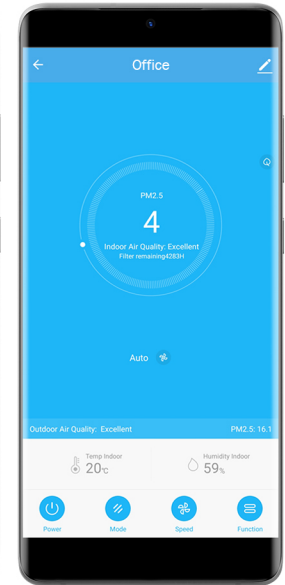 Office
PM2.5
4
Indoor Air Quality: Excellent
Filter remaining4283H
Auto
Outdoor Air Quality: Excellent PM2.5: 16.1
Temp Indoor
20℃
Humidity Indoor
59%
Power Mode Speed Function